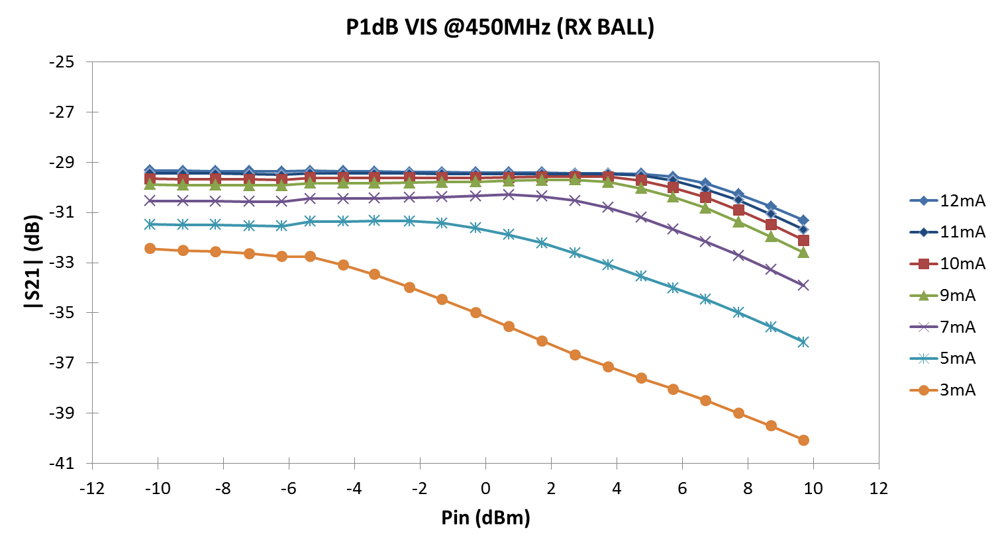 P1dB VIS @450MHz (RX BALL)
-25
-27
-29
-31
-33
-35
-37
-39
-41
|S21| (dB)
-12 -10 -8 -6 -4 -2 0 2 4 6 8 10 12
Pin (dBm)
12mA
11mA
10mA
9mA
7mA
5mA
3mA